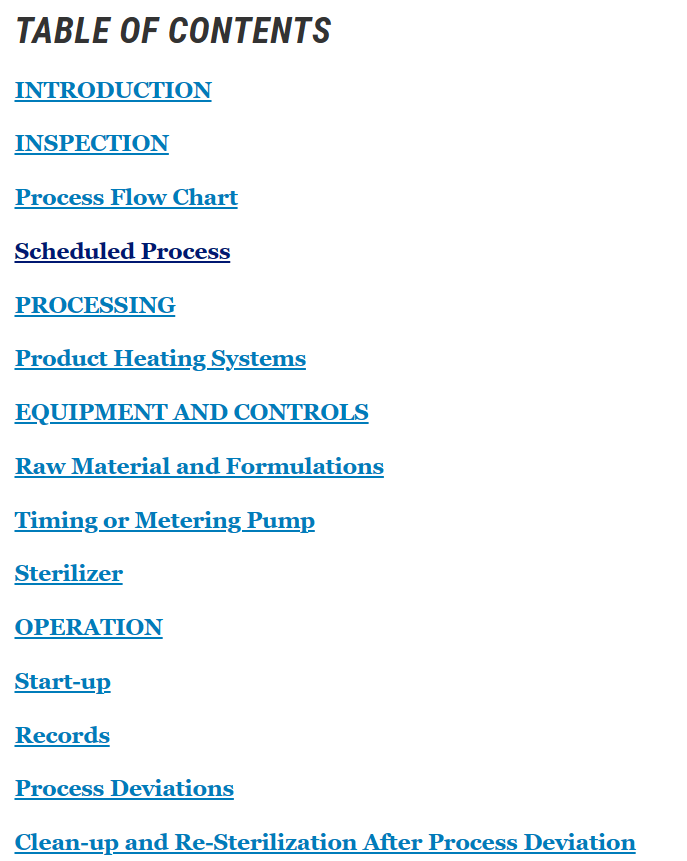 TABLE OF CONTENTS
INTRODUCTION
INSPECTION
Process Flow Chart
Scheduled Process
PROCESSING
Product Heating Systems
EQUIPMENT AND CONTROLS
Raw Material and Formulations
Timing or Metering Pump
Sterilizer
OPERATION
Start-up
Records
Process Deviations
Clean-up and Re-Sterilization After Process Deviation